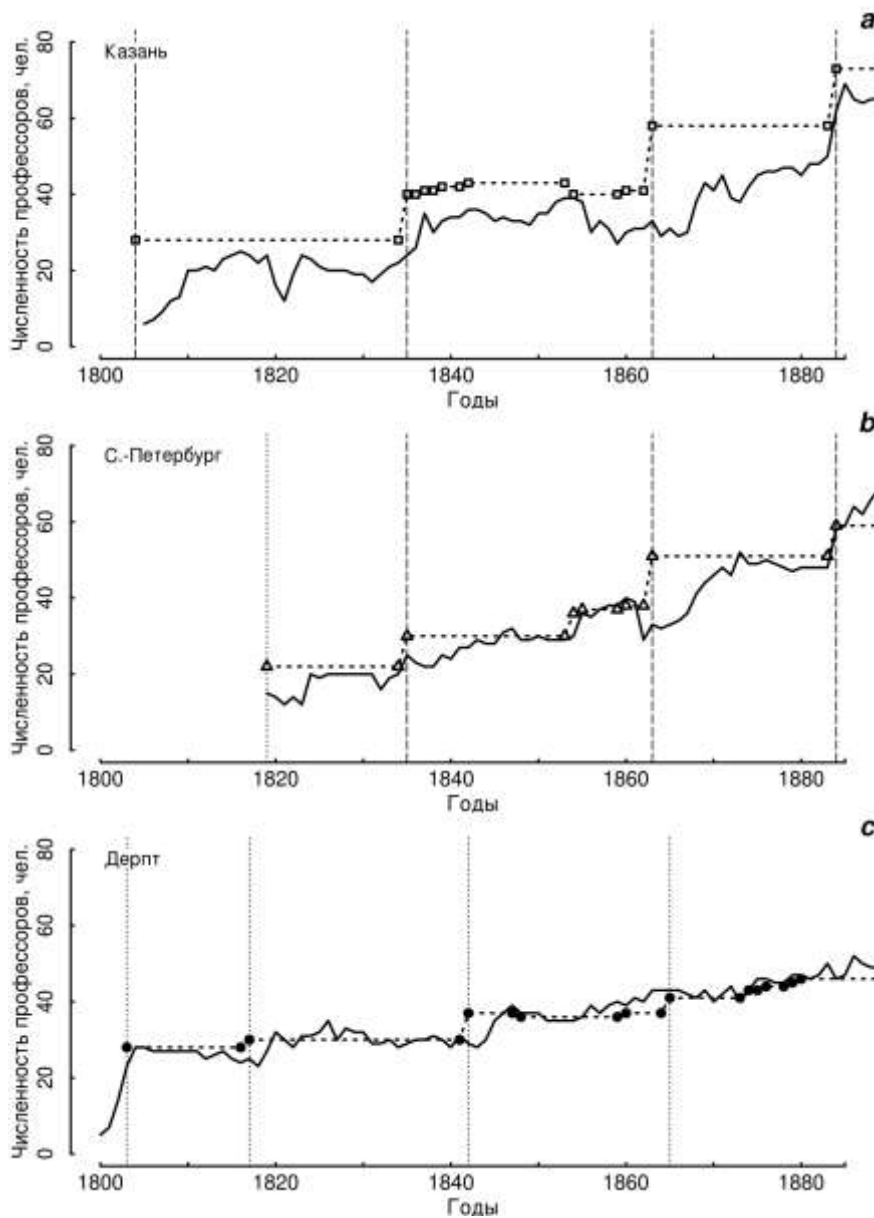 a
Казань
Численность профессоров, чел.
0 20 40 60 80
1800 1820 1840 1860 1880
Годы
b
С.-Петербург
Численность профессоров, чел.
0 20 40 60 80
1800 1820 1840 1860 1880
Годы
c
Дерпт
Численность профессоров, чел.
0 20 40 60 80
1800 1820 1840 1860 1880
Годы